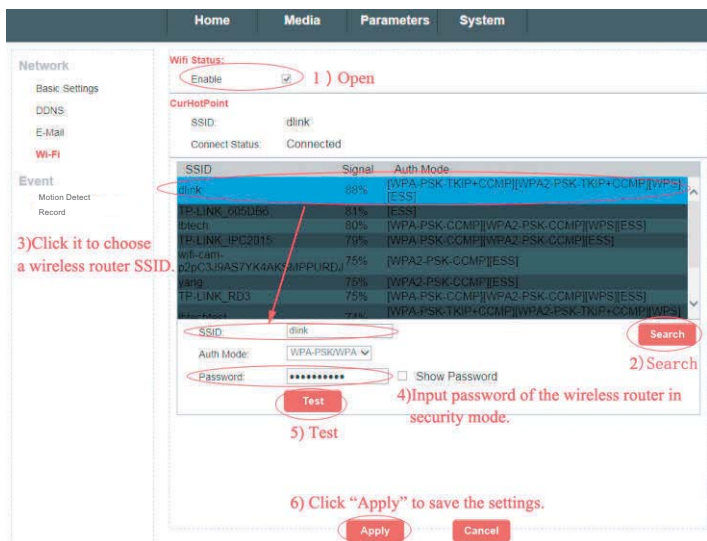 Home Media Parameters System
Network
Basic Settings
DDNS
E-Mail
Wi-Fi
Event
Motion Detect
Record
Wifi Status:
Enable 1 ) Open
CurHotPoint
SSID: dlink
Connect Status: Connected
SSID Signal Auth Mode
dlink 88% [WPA-PSK-TKIP+CCMP][WPA2-PSK-TKIP+CCMP][WPS]
[ESS]
TP-LINK_605DB6 81% [ESS]
tbtech 80% [WPA-PSK-CCMP][WPA2-PSK-CCMP][WPS][ESS]
TP-LINK_IPC2015 79% [WPA-PSK-CCMP][WPA2-PSK-CCMP][ESS]
wifi-cam-
75% [WPA2-PSK-CCMP][ESS]
yang 75% [WPA2-PSK-CCMP][ESS]
TP-LINK_RD3 75% [WPA-PSK-CCMP][WPA2-PSK-CCMP][WPS][ESS]
tbtechtest 74% [WPA-PSK-TKIP+CCMP][WPA2-PSK-TKIP+CCMP][WPS]
3)Click it to choose
a wireless router SSID.
SSID: dlink
Search
2) Search
Auth Mode: WPA-PSK/WPA
Password: •••••••••• Show Password
4)Input password of the wireless router in
security mode.
Test
5) Test
6) Click “Apply” to save the settings.
Apply Cancel